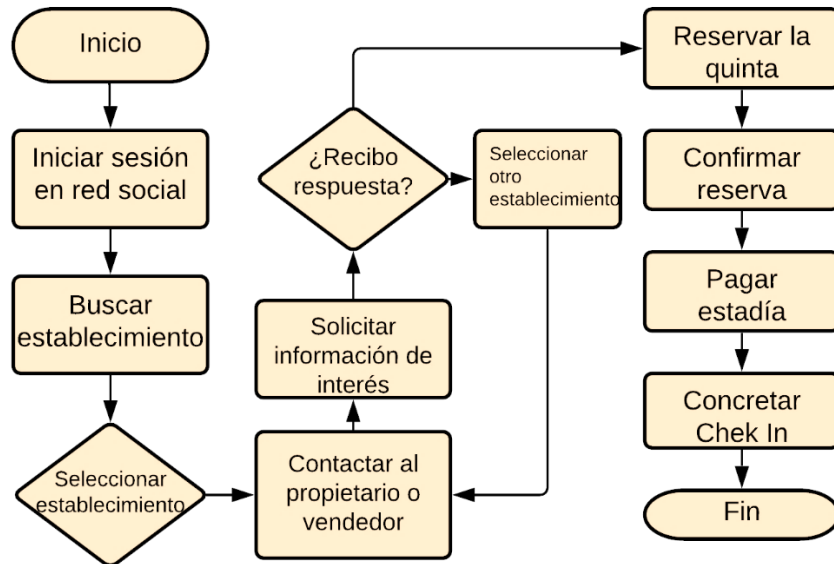 Inicio
Iniciar sesión
en red social
Buscar
establecimiento
Seleccionar
establecimiento
Contactar al
propietario o
vendedor
Solicitar
información de
interés
¿Recibo
respuesta?
Seleccionar
otro
establecimiento
Reservar la
quinta
Confirmar
reserva
Pagar
estadía
Concretar
Chek In
Fin